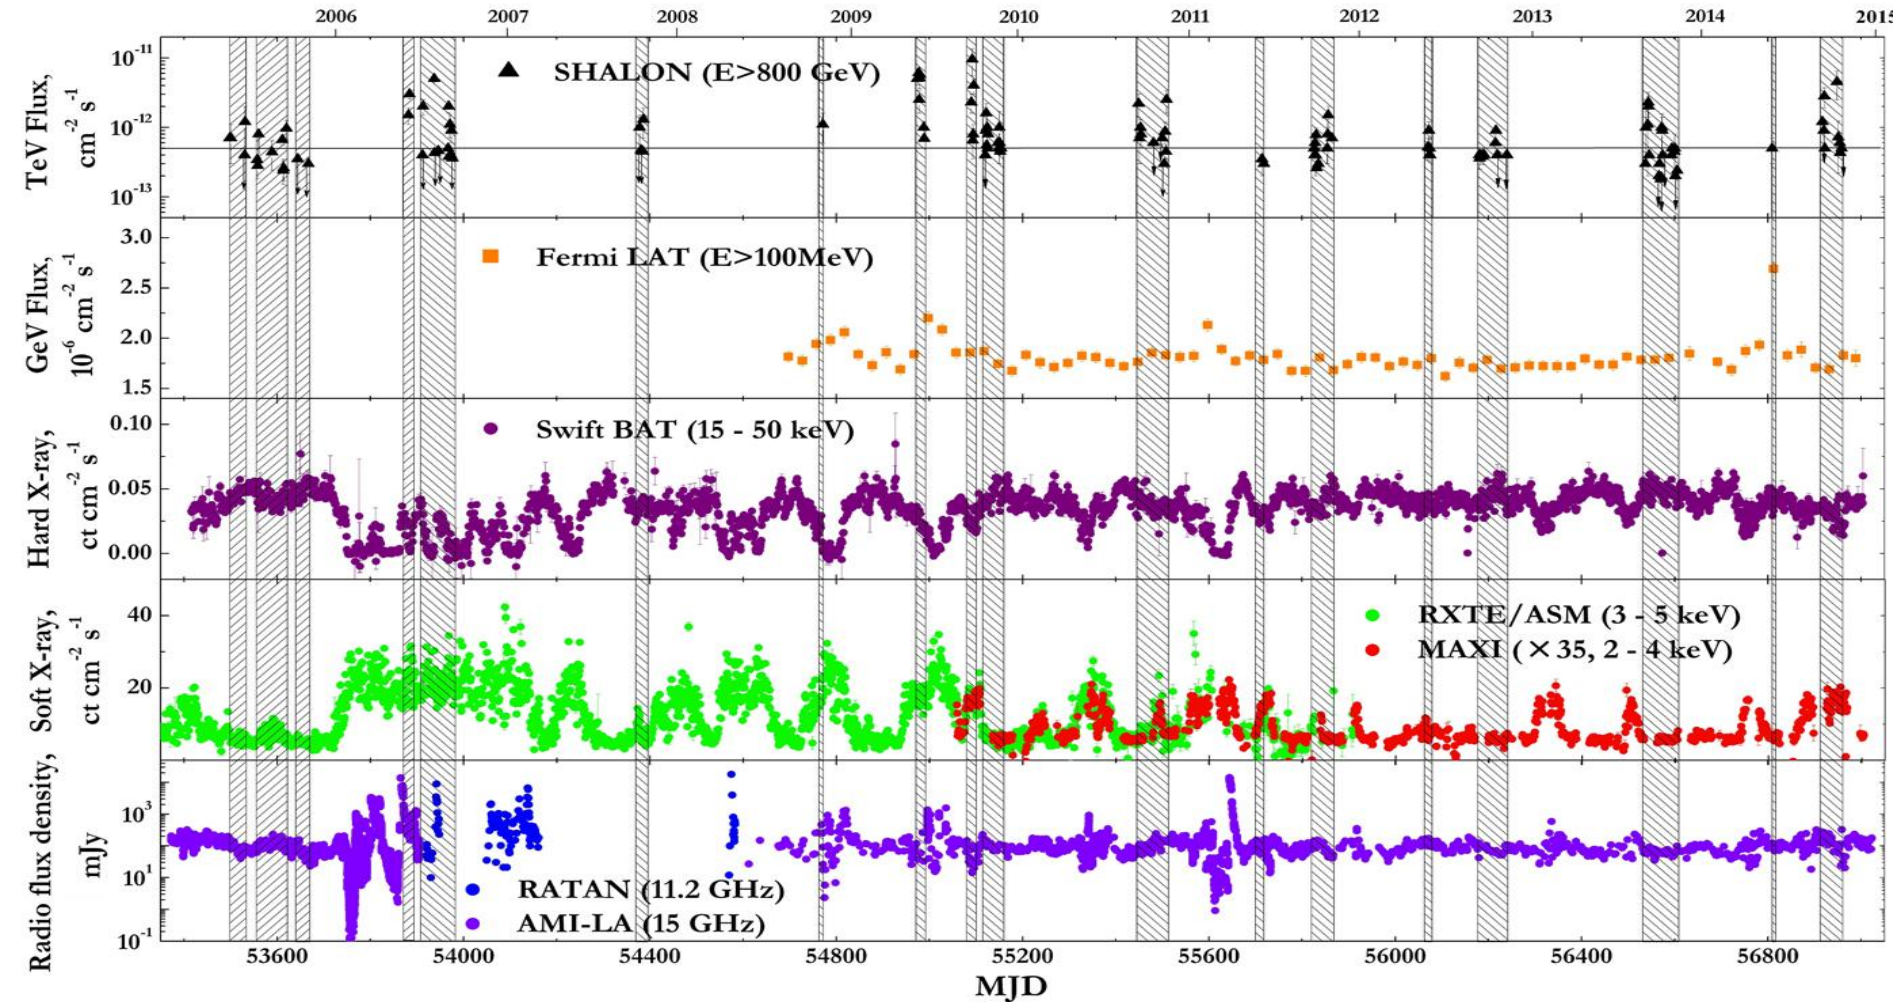 2006 2007 2008 2009 2010 2011 2012 2013 2014 2015
TeV Flux,
cm⁻² s⁻¹
10⁻¹¹
10⁻¹²
10⁻¹³
SHALON (E>800 GeV)
GeV Flux,
10⁻⁶ cm⁻² s⁻¹
3.0
2.5
2.0
1.5
Fermi LAT (E>100MeV)
Hard X-ray,
ct cm⁻² s⁻¹
0.10
0.05
0.00
Swift BAT (15 - 50 keV)
Soft X-ray,
ct cm⁻² s⁻¹
40
20
RXTE/ASM (3 - 5 keV)
MAXI (×35, 2 - 4 keV)
Radio flux density,
mJy
10³
10¹
10⁻¹
RATAN (11.2 GHz)
AMI-LA (15 GHz)
53600 54000 54400 54800 55200 55600 56000 56400 56800
MJD